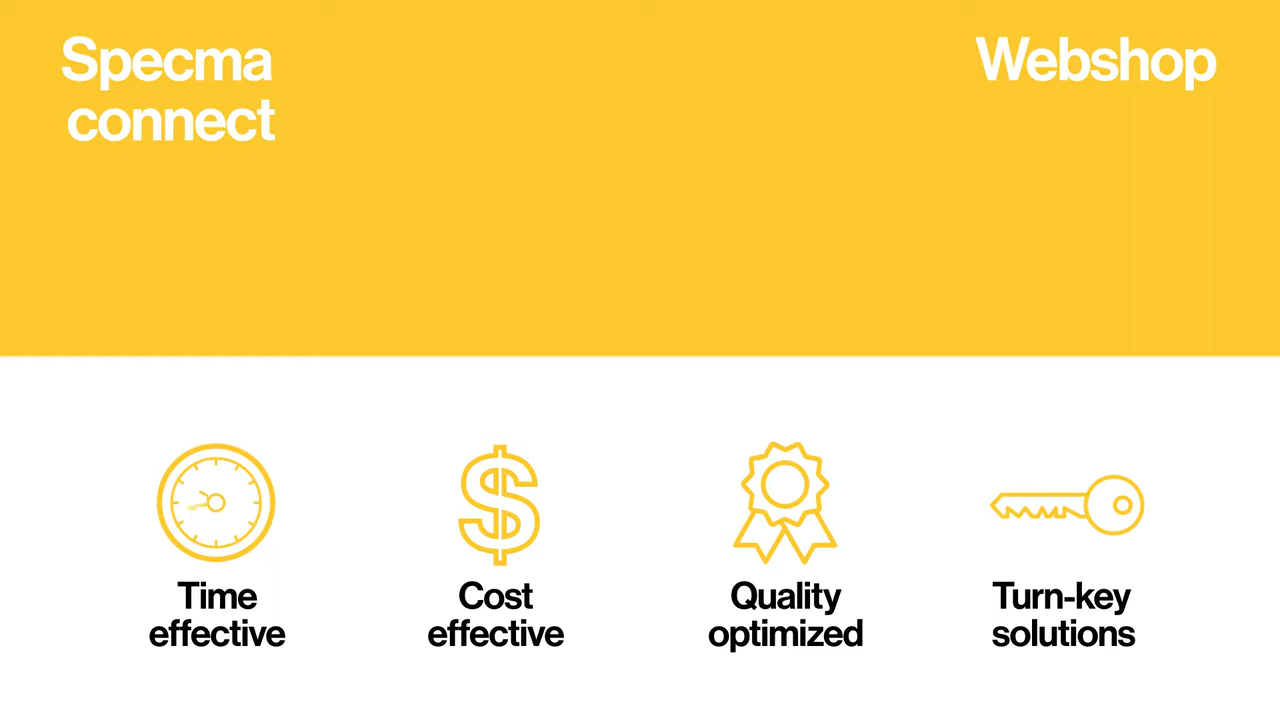 Specma
connect
Webshop
Time
effective
Cost
effective
Quality
optimized
Turn-key
solutions